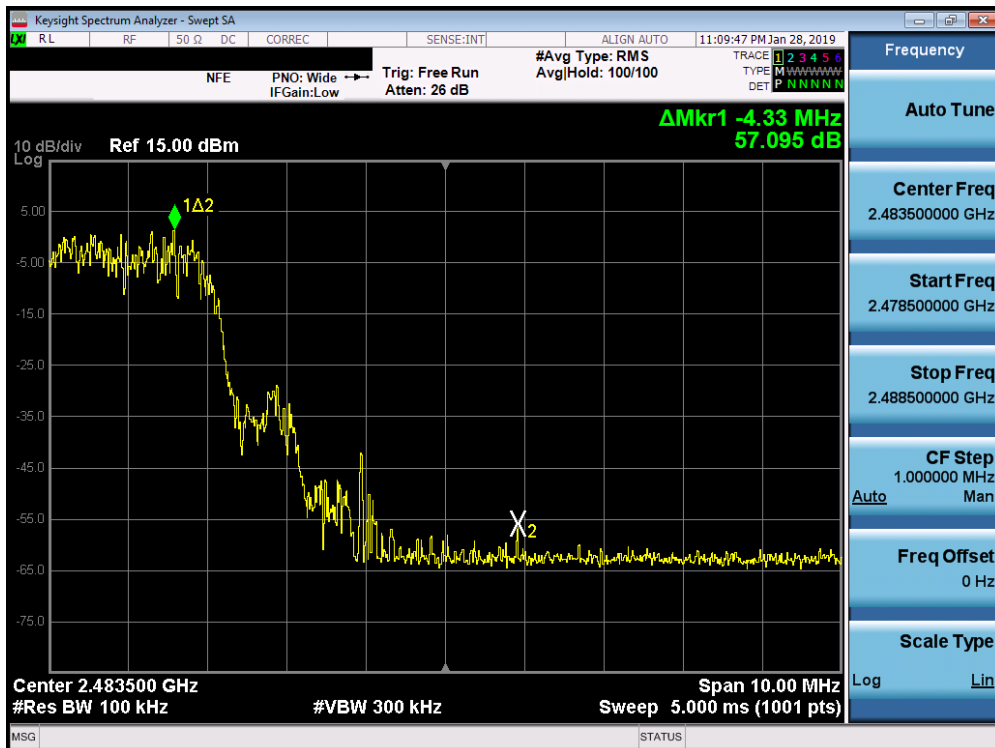 Keysight Spectrum Analyzer - Swept SA
LXI RL RF 50 Ω DC CORREC SENSE:INT ALIGN AUTO 11:09:47 PM Jan 28, 2019
NFE PNO: Wide Trig: Free Run #Avg Type: RMS TRACE 1 2 3 4 5 6
IFGain:Low Atten: 26 dB Avg|Hold: 100/100 TYPE M WWWWW
DET P N N N N N
ΔMkr1 -4.33 MHz
57.095 dB
10 dB/div Ref 15.00 dBm
Log
1Δ2
5.00
-5.00
-15.0
-25.0
-35.0
-45.0
-55.0
X2
-65.0
-75.0
Center 2.483500 GHz Span 10.00 MHz
#Res BW 100 kHz #VBW 300 kHz Sweep 5.000 ms (1001 pts)
MSG STATUS
Frequency
Auto Tune
Center Freq
2.483500000 GHz
Start Freq
2.478500000 GHz
Stop Freq
2.488500000 GHz
CF Step
1.000000 MHz
Auto Man
Freq Offset
0 Hz
Scale Type
Log Lin